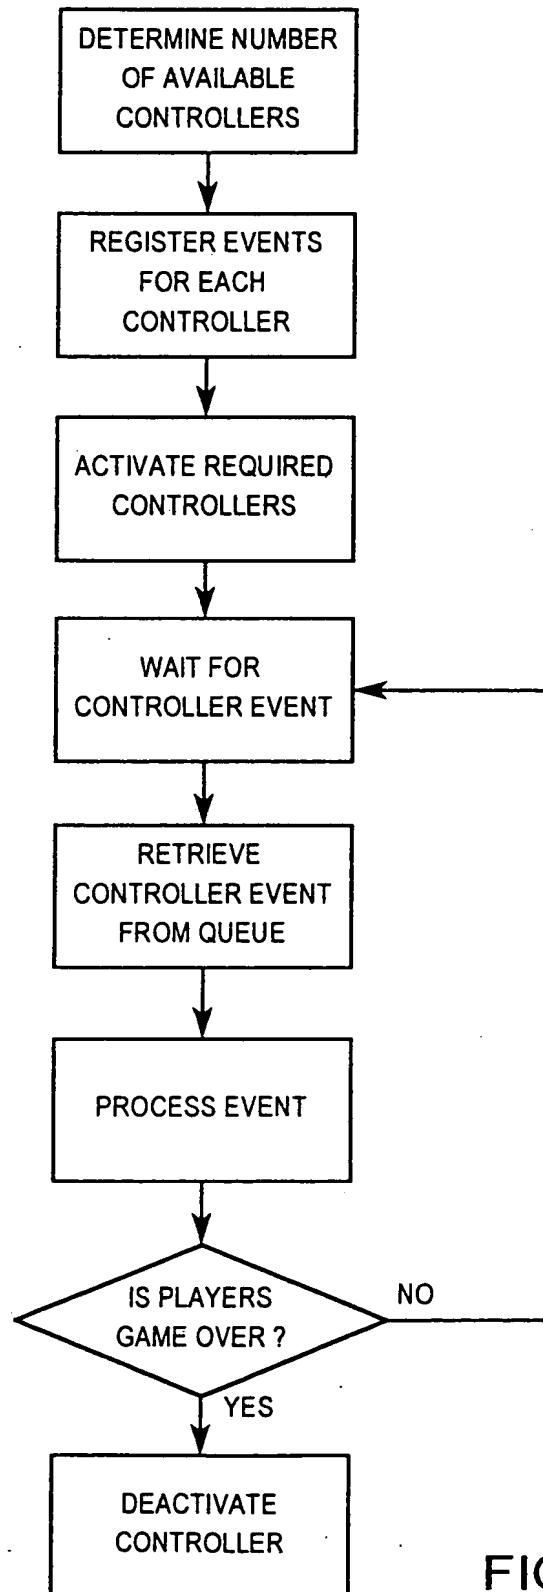 DETERMINE NUMBER
OF AVAILABLE
CONTROLLERS
REGISTER EVENTS
FOR EACH
CONTROLLER
ACTIVATE REQUIRED
CONTROLLERS
WAIT FOR
CONTROLLER EVENT
RETRIEVE
CONTROLLER EVENT
FROM QUEUE
PROCESS EVENT
IS PLAYERS
GAME OVER ?
NO
YES
DEACTIVATE
CONTROLLER